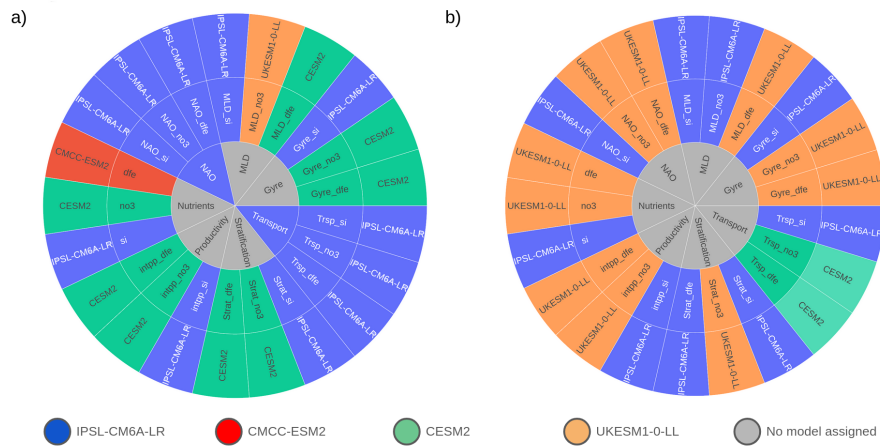 a)
IPSL-CM6A-LR
IPSL-CM6A-LR
IPSL-CM6A-LR
IPSL-CM6A-LR
UKESM1-0-LL
CESM2
IPSL-CM6A-LR
CESM2
CESM2
IPSL-CM6A-LR
IPSL-CM6A-LR
IPSL-CM6A-LR
IPSL-CM6A-LR
CESM2
CESM2
IPSL-CM6A-LR
CESM2
CESM2
IPSL-CM6A-LR
CESM2
CMCC-ESM2
NAO_si
NAO_no3
NAO_dfe
MLD_si
MLD_no3
MLD_dfe
Gyre_si
Gyre_no3
Gyre_dfe
Trsp_si
Trsp_no3
Trsp_dfe
Strat_si
Strat_no3
Strat_dfe
intpp_si
intpp_no3
intpp_dfe
si
no3
dfe
NAO
MLD
Gyre
Transport
Stratification
Productivity
Nutrients
b)
IPSL-CM6A-LR
UKESM1-0-LL
UKESM1-0-LL
IPSL-CM6A-LR
IPSL-CM6A-LR
UKESM1-0-LL
IPSL-CM6A-LR
UKESM1-0-LL
UKESM1-0-LL
IPSL-CM6A-LR
CESM2
CESM2
IPSL-CM6A-LR
UKESM1-0-LL
IPSL-CM6A-LR
IPSL-CM6A-LR
UKESM1-0-LL
UKESM1-0-LL
IPSL-CM6A-LR
UKESM1-0-LL
UKESM1-0-LL
NAO_si
NAO_no3
NAO_dfe
MLD_si
MLD_no3
MLD_dfe
Gyre_si
Gyre_no3
Gyre_dfe
Trsp_si
Trsp_no3
Trsp_dfe
Strat_si
Strat_no3
Strat_dfe
intpp_si
intpp_no3
intpp_dfe
si
no3
dfe
NAO
MLD
Gyre
Transport
Stratification
Productivity
Nutrients
IPSL-CM6A-LR
CMCC-ESM2
CESM2
UKESM1-0-LL
No model assigned